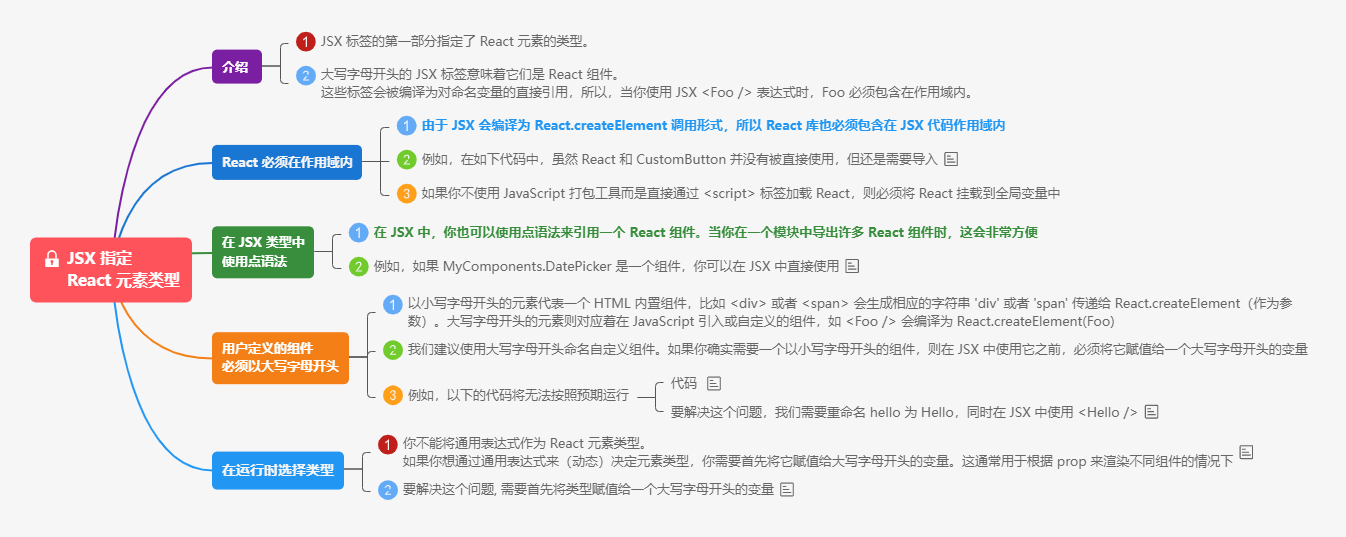 JSX 指定
React 元素类型
介绍
1 JSX 标签的第一部分指定了 React 元素的类型。
2 大写字母开头的 JSX 标签意味着它们是 React 组件。
这些标签会被编译为对命名变量的直接引用，所以，当你使用 JSX <Foo /> 表达式时，Foo 必须包含在作用域内。
React 必须在作用域内
1 由于 JSX 会编译为 React.createElement 调用形式，所以 React 库也必须包含在 JSX 代码作用域内
2 例如，在如下代码中，虽然 React 和 CustomButton 并没有被直接使用，但还是需要导入
3 如果你不使用 JavaScript 打包工具而是直接通过 <script> 标签加载 React，则必须将 React 挂载到全局变量中
在 JSX 类型中
使用点语法
1 在 JSX 中，你也可以使用点语法来引用一个 React 组件。当你在一个模块中导出许多 React 组件时，这会非常方便
2 例如，如果 MyComponents.DatePicker 是一个组件，你可以在 JSX 中直接使用
用户定义的组件
必须以大写字母开头
1 以小写字母开头的元素代表一个 HTML 内置组件，比如 <div> 或者 <span> 会生成相应的字符串 'div' 或者 'span' 传递给 React.createElement（作为参
数）。大写字母开头的元素则对应着在 JavaScript 引入或自定义的组件，如 <Foo /> 会编译为 React.createElement(Foo)
2 我们建议使用大写字母开头命名自定义组件。如果你确实需要一个以小写字母开头的组件，则在 JSX 中使用它之前，必须将它赋值给一个大写字母开头的变量
3 例如，以下的代码将无法按照预期运行
代码
要解决这个问题，我们需要重命名 hello 为 Hello，同时在 JSX 中使用 <Hello />
在运行时选择类型
1 你不能将通用表达式作为 React 元素类型。
如果你想通过通用表达式来（动态）决定元素类型，你需要首先将它赋值给大写字母开头的变量。这通常用于根据 prop 来渲染不同组件的情况下
2 要解决这个问题, 需要首先将类型赋值给一个大写字母开头的变量